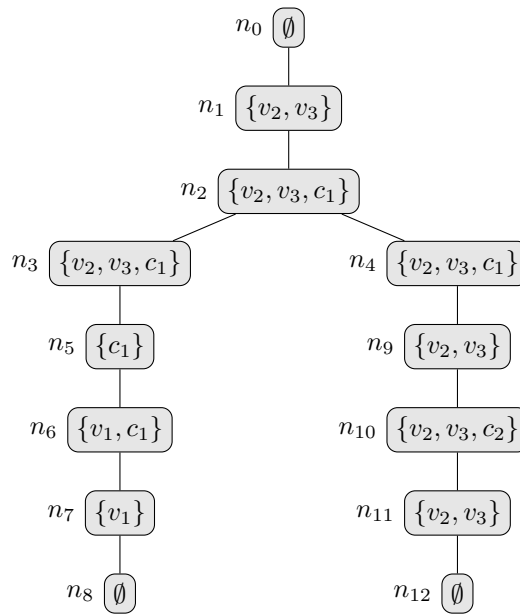 n₀ ∅
n₁ {v₂, v₃}
n₂ {v₂, v₃, c₁}
n₃ {v₂, v₃, c₁} n₄ {v₂, v₃, c₁}
n₅ {c₁} n₉ {v₂, v₃}
n₆ {v₁, c₁} n₁₀ {v₂, v₃, c₂}
n₇ {v₁} n₁₁ {v₂, v₃}
n₈ ∅ n₁₂ ∅